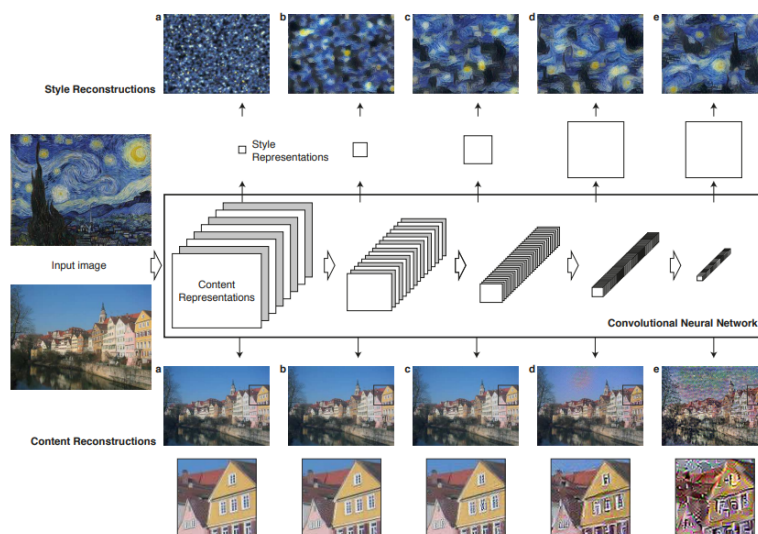 a b c d e
Style Reconstructions
Style
Representations
Input image
Content
Representations
Convolutional Neural Network
a b c d e
Content Reconstructions